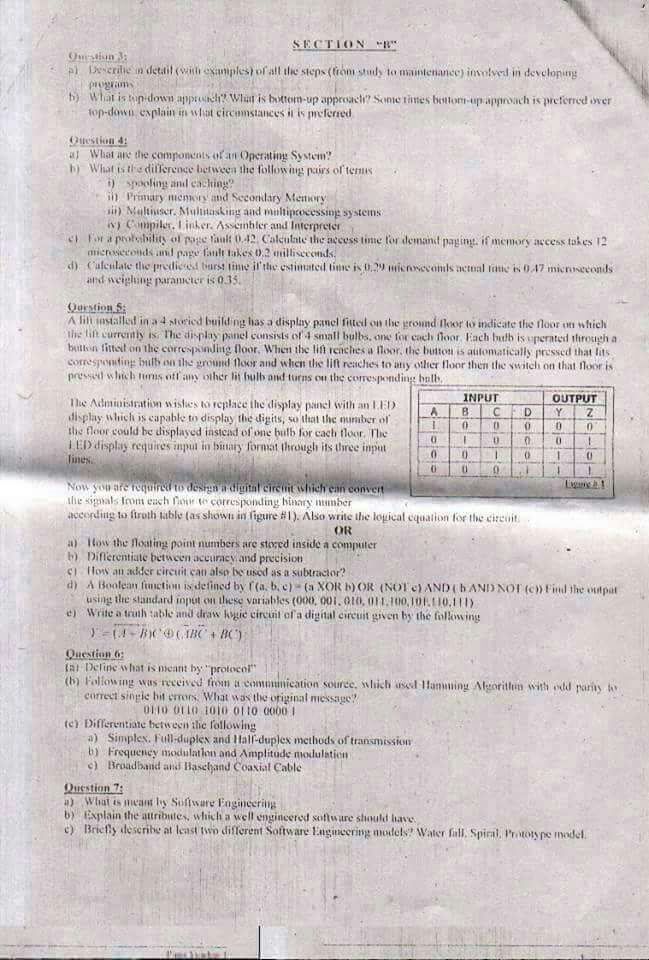 SECTION "B"
Question 3:
a) Describe in detail (with examples) of all the steps (from study to maintenance) involved in developing
programs
b) What is top-down approach? What is bottom-up approach? Some times bottom-up approach is preferred over
top-down, explain in what circumstances it is preferred.
Question 4:
a) What are the components of an Operating System?
b) What is the difference between the following pairs of terms
i) spooling and caching?
ii) Primary memory and Secondary Memory
iii) Multiuser, Multitasking and multiprocessing systems
iv) Compiler, Linker, Assembler and Interpreter
c) For a probability of page fault 0.42, Calculate the access time for demand paging, if memory access takes 12
microseconds and page fault takes 0.2 milliseconds.
d) Calculate the predicted burst time if the estimated time is 0.29 microseconds actual time is 0.47 microseconds
and weighing parameter is 0.35.
Question 5:
A lift installed in a 4 storied building has a display panel fitted on the ground floor to indicate the floor on which
the lift currently is. The display panel consists of 4 small bulbs, one for each floor. Each bulb is operated through a
button fitted on the corresponding floor. When the lift reaches a floor, the button is automatically pressed that lits
corresponding bulb on the ground floor and when the lift reaches to any other floor then the switch on that floor is
pressed which turns off any other lit bulb and turns on the corresponding bulb.
The Administration wishes to replace the display panel with an LED
display which is capable to display the digits, so that the number of
the floor could be displayed instead of one bulb for each floor. The
LED display requires input in binary format through its three input
lines.
INPUT OUTPUT
A B C D Y Z
1 0 0 0 0 0
0 1 0 0 0 1
0 0 1 0 1 0
0 0 0 1 1 1
Figure # 1
Now you are required to design a digital circuit which can convert
the signals from each floor to corresponding binary number
according to ttruth table (as shown in figure #1). Also write the logical equation for the circuit.
OR
a) How the floating point numbers are stored inside a computer
b) Differentiate between accuracy and precision
c) How an adder circuit can also be used as a subtractor?
d) A Boolean function is defined by f (a, b, c) = (a XOR b) OR (NOT c) AND ( b AND NOT (c)) Find the output
using the standard input on these variables (000, 001, 010, 011,100,101,110,111)
e) Write a truth table and draw logic circuit of a digital circuit given by the following
Question 6:
(a) Define what is meant by "protocol"
(b) Following was received from a communication source, which used Hamming Algorithm with odd parity to
correct single bit errors. What was the original message?
0110 0110 1010 0110 0000 1
(c) Differentiate between the following
a) Simplex, Full-duplex and Half-duplex methods of transmission
b) Frequency modulation and Amplitude modulation
c) Broadband and Baseband Coaxial Cable
Question 7:
a) What is meant by Software Engineering
b) Explain the attributes, which a well engineered software should have.
c) Briefly describe at least two different Software Engineering models? Water fall, Spiral, Prototype model.